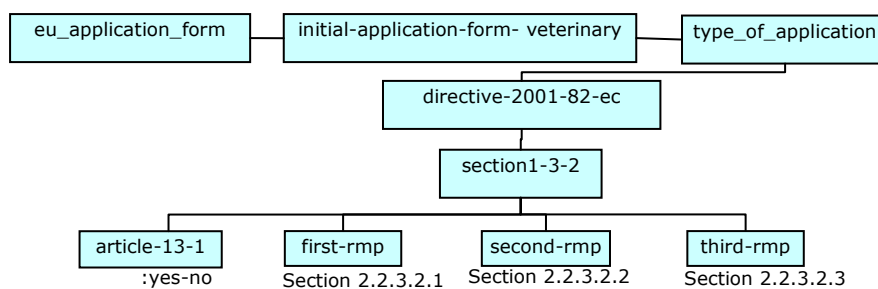 eu_application_form
initial-application-form- veterinary
type_of_application
directive-2001-82-ec
section1-3-2
article-13-1
first-rmp
second-rmp
third-rmp
:yes-no
Section 2.2.3.2.1
Section 2.2.3.2.2
Section 2.2.3.2.3